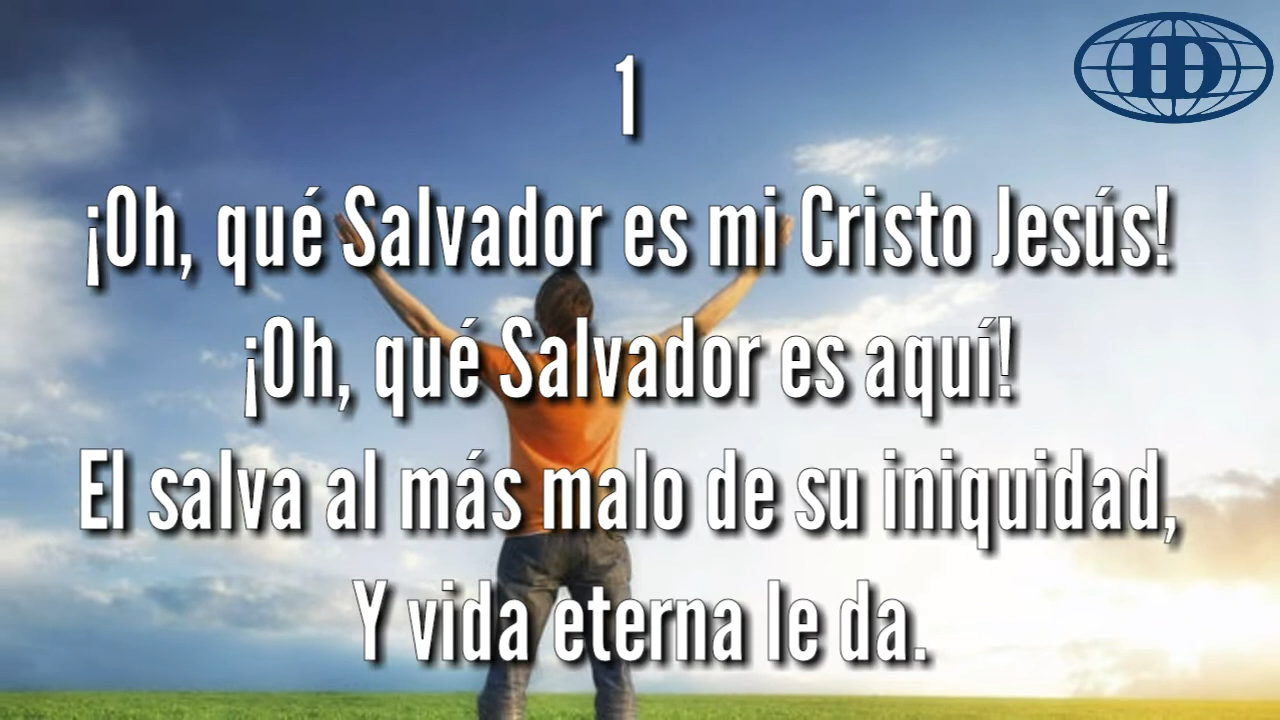 1
¡Oh, qué Salvador es mi Cristo Jesús!
¡Oh, qué Salvador es aquí!
El salva al más malo de su iniquidad,
Y vida eterna le da.